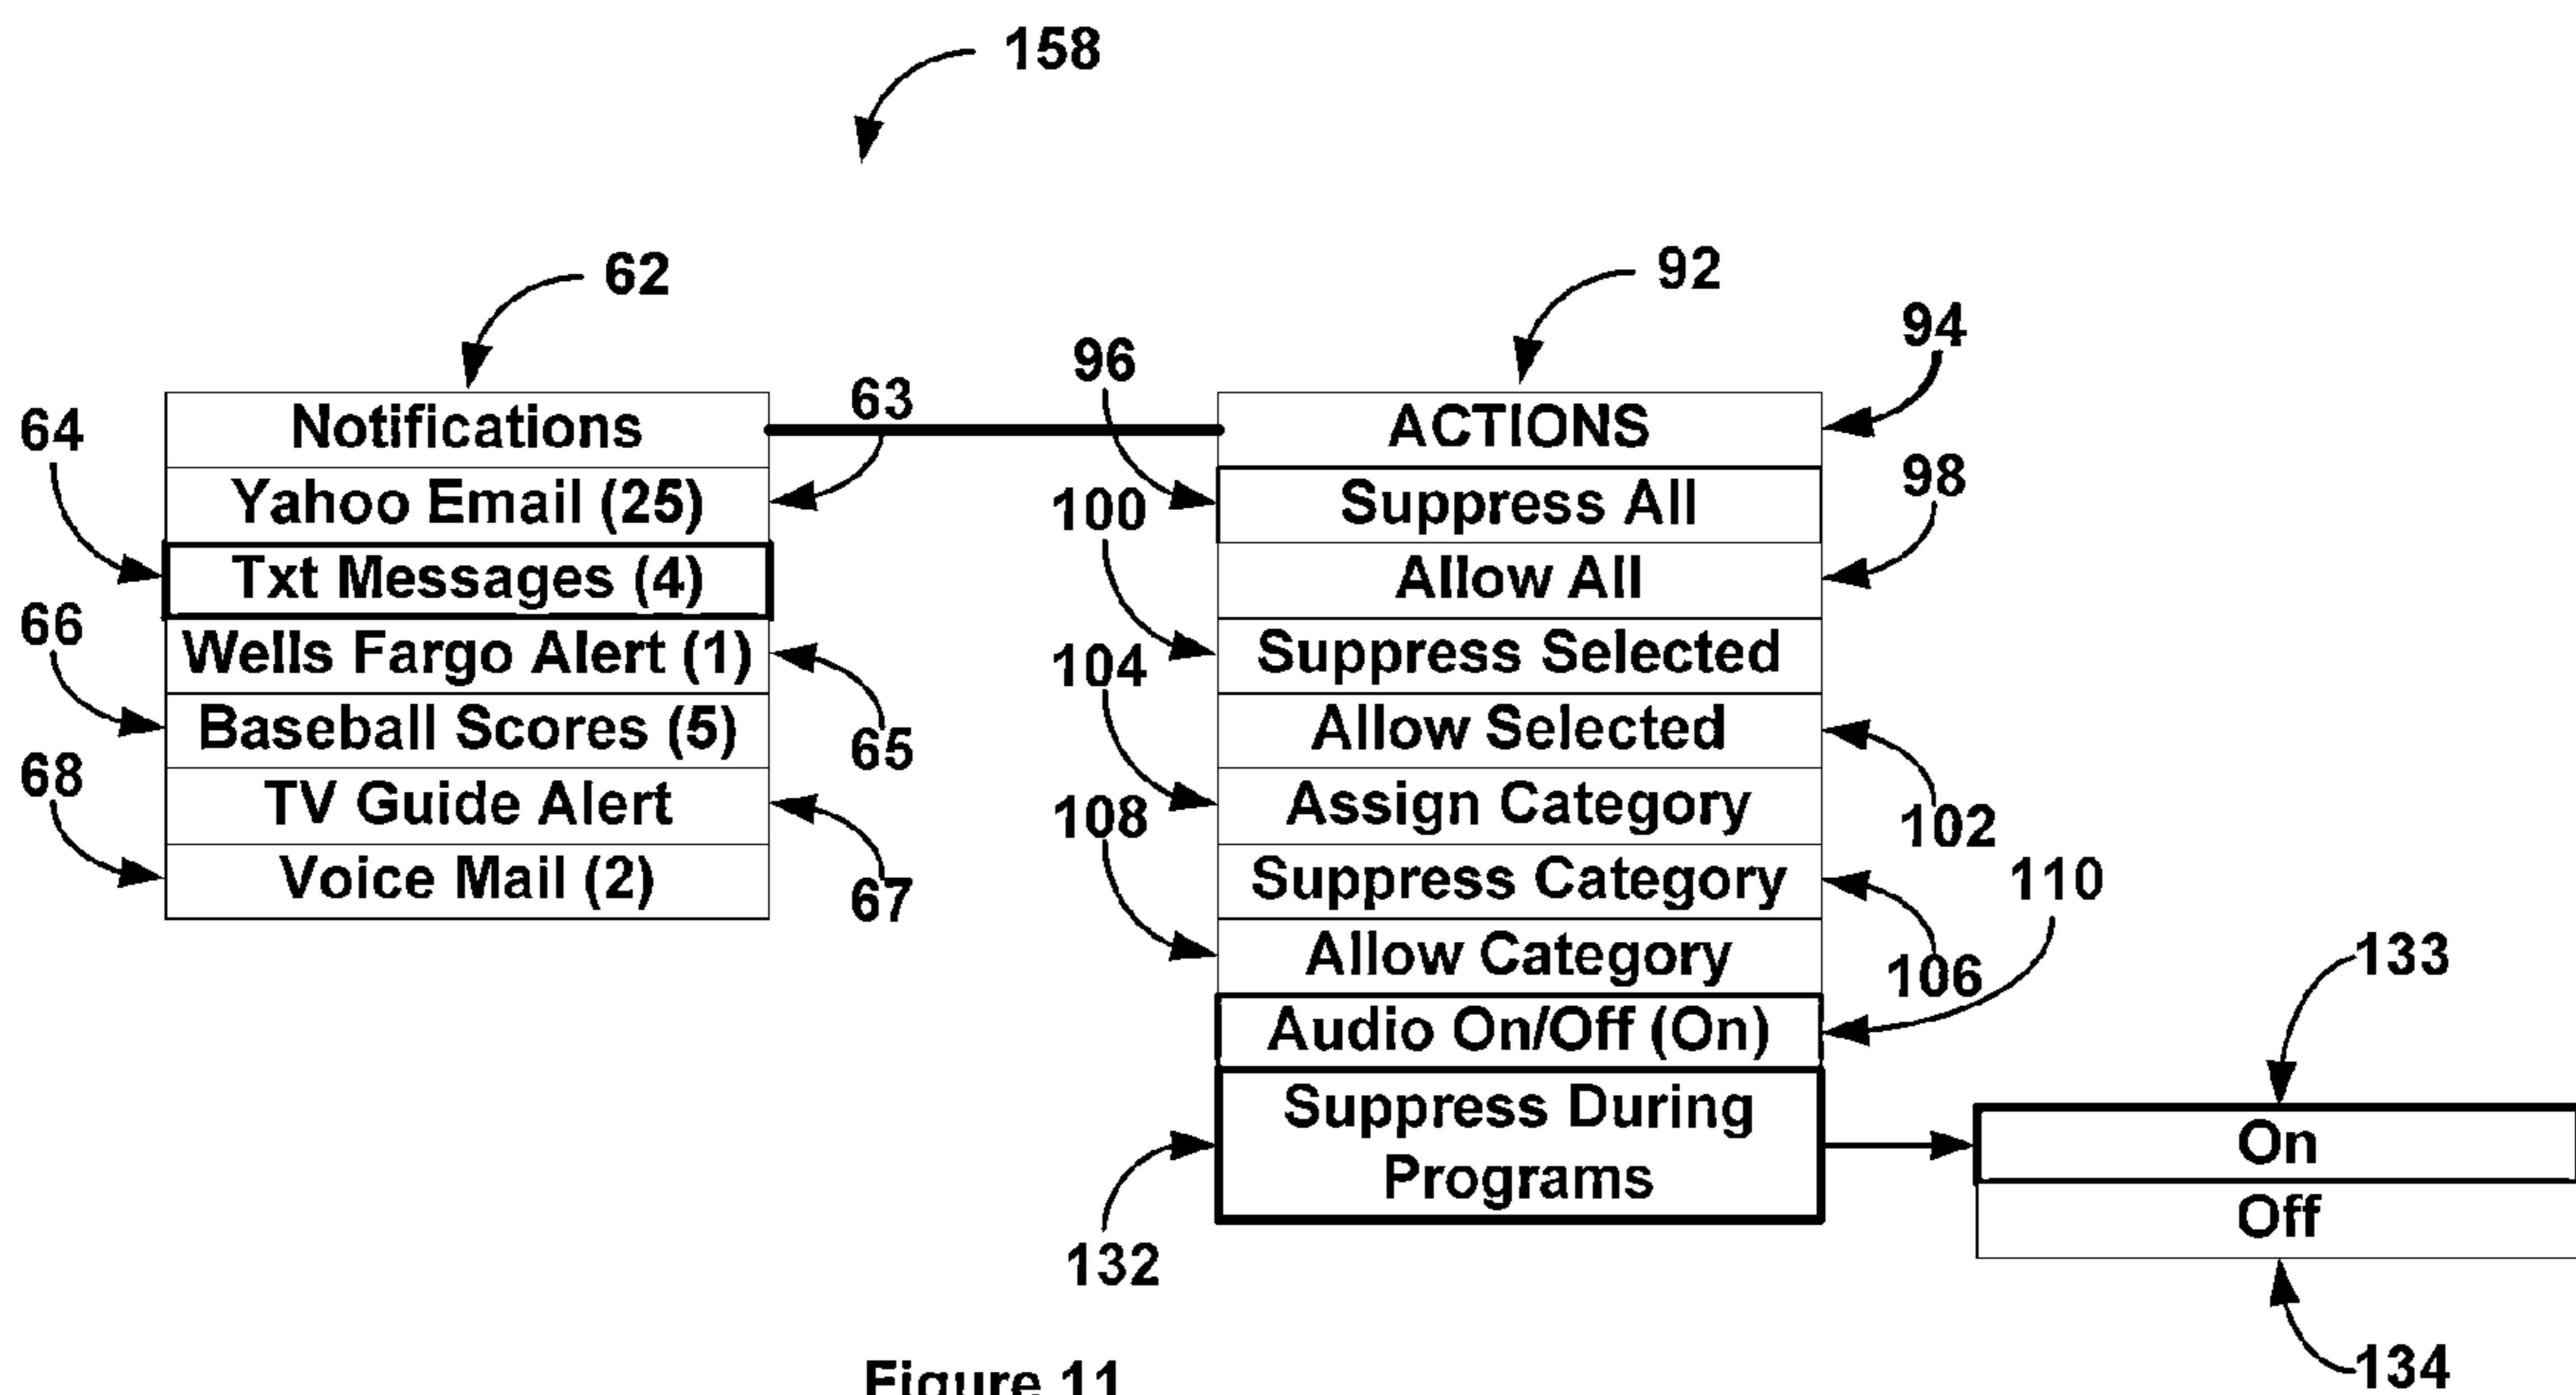 158
62
92
94
96
63
64
Notifications
ACTIONS
98
Yahoo Email (25)
Suppress All
100
Txt Messages (4)
Allow All
66
Wells Fargo Alert (1)
104
Suppress Selected
Baseball Scores (5)
65
Allow Selected
68
TV Guide Alert
108
Assign Category
102
Voice Mail (2)
67
Suppress Category
110
Allow Category
106
133
Audio On/Off (On)
Suppress During
Programs
On
Off
132
134
Figure 11